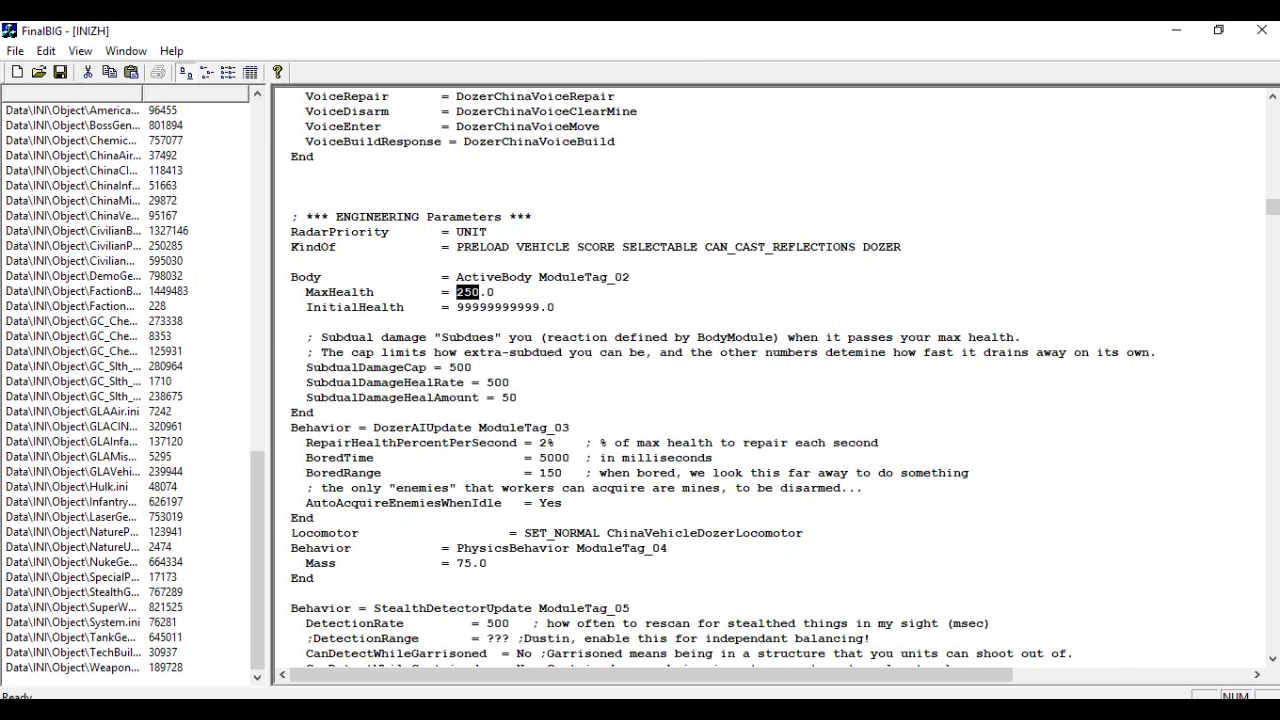 FinalBIG - [INIZH]
File Edit View Window Help
Data\INI\Object\America... 96455
Data\INI\Object\BossGen... 801894
Data\INI\Object\Chemic... 757077
Data\INI\Object\ChinaAir... 37492
Data\INI\Object\ChinaCI... 118413
Data\INI\Object\ChinaInf... 51663
Data\INI\Object\ChinaMi... 29872
Data\INI\Object\ChinaVe... 95167
Data\INI\Object\CivilianB... 1327146
Data\INI\Object\CivilianP... 250285
Data\INI\Object\Civilian... 595030
Data\INI\Object\DemoGe... 798032
Data\INI\Object\FactionB... 1449483
Data\INI\Object\Faction... 228
Data\INI\Object\GC_Che... 273338
Data\INI\Object\GC_Che... 8353
Data\INI\Object\GC_Che... 125931
Data\INI\Object\GC_Slth_... 280964
Data\INI\Object\GC_Slth_... 1710
Data\INI\Object\GC_Slth_... 238675
Data\INI\Object\GLAAir.ini 7242
Data\INI\Object\GLACIN... 320961
Data\INI\Object\GLAInfa... 137120
Data\INI\Object\GLAMis... 5295
Data\INI\Object\GLAVehi... 239944
Data\INI\Object\Hulk.ini 48074
Data\INI\Object\Infantry... 626197
Data\INI\Object\LaserGe... 753019
Data\INI\Object\NatureP... 123941
Data\INI\Object\NatureU... 2474
Data\INI\Object\NukeGe... 664334
Data\INI\Object\SpecialP... 17173
Data\INI\Object\StealthG... 767289
Data\INI\Object\SuperW... 821525
Data\INI\Object\System.ini 76281
Data\INI\Object\TankGe... 645011
Data\INI\Object\TechBuil... 30937
Data\INI\Object\Weapon... 189728
VoiceRepair = DozerChinaVoiceRepair
VoiceDisarm = DozerChinaVoiceClearMine
VoiceEnter = DozerChinaVoiceMove
VoiceBuildResponse = DozerChinaVoiceBuild
End
; *** ENGINEERING Parameters ***
RadarPriority = UNIT
KindOf = PRELOAD VEHICLE SCORE SELECTABLE CAN_CAST_REFLECTIONS DOZER
Body = ActiveBody ModuleTag_02
MaxHealth = 250.0
InitialHealth = 99999999999.0
; Subdual damage "Subdues" you (reaction defined by BodyModule) when it passes your max health.
; The cap limits how extra-subdued you can be, and the other numbers detemine how fast it drains away on its own.
SubdualDamageCap = 500
SubdualDamageHealRate = 500
SubdualDamageHealAmount = 50
End
Behavior = DozerAIUpdate ModuleTag_03
RepairHealthPercentPerSecond = 2% ; % of max health to repair each second
BoredTime = 5000 ; in milliseconds
BoredRange = 150 ; when bored, we look this far away to do something
; the only "enemies" that workers can acquire are mines, to be disarmed...
AutoAcquireEnemiesWhenIdle = Yes
End
Locomotor = SET_NORMAL ChinaVehicleDozerLocomotor
Behavior = PhysicsBehavior ModuleTag_04
Mass = 75.0
End
Behavior = StealthDetectorUpdate ModuleTag_05
DetectionRate = 500 ; how often to rescan for stealthed things in my sight (msec)
;DetectionRange = ??? ;Dustin, enable this for independant balancing!
CanDetectWhileGarrisoned = No ;Garrisoned means being in a structure that you units can shoot out of.
Ready
NUM